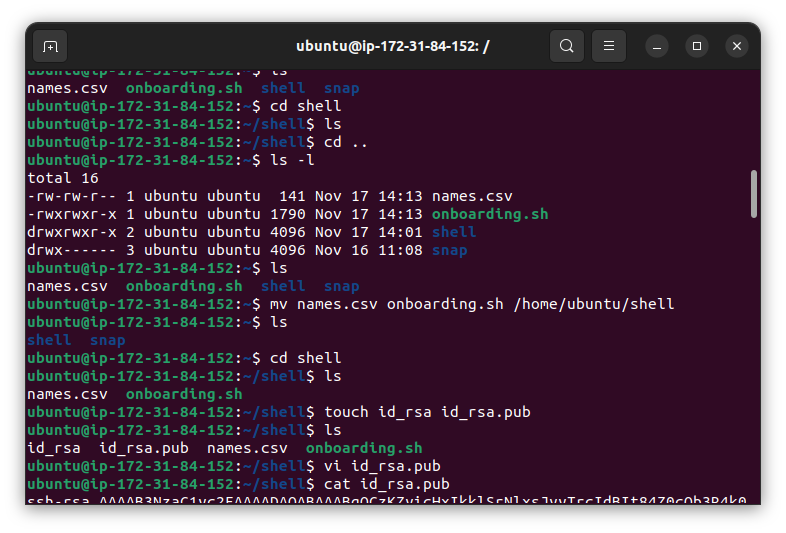 ubuntu@ip-172-31-84-152: /
ubuntu@ip-172-31-84-152:~$ ls
names.csv  onboarding.sh  shell  snap
ubuntu@ip-172-31-84-152:~$ cd shell
ubuntu@ip-172-31-84-152:~/shell$ ls
ubuntu@ip-172-31-84-152:~/shell$ cd ..
ubuntu@ip-172-31-84-152:~$ ls -l
total 16
-rw-rw-r-- 1 ubuntu ubuntu  141 Nov 17 14:13 names.csv
-rwxrwxr-x 1 ubuntu ubuntu 1790 Nov 17 14:13 onboarding.sh
drwxrwxr-x 2 ubuntu ubuntu 4096 Nov 17 14:01 shell
drwx------ 3 ubuntu ubuntu 4096 Nov 16 11:08 snap
ubuntu@ip-172-31-84-152:~$ ls
names.csv  onboarding.sh  shell  snap
ubuntu@ip-172-31-84-152:~$ mv names.csv onboarding.sh /home/ubuntu/shell
ubuntu@ip-172-31-84-152:~$ ls
shell  snap
ubuntu@ip-172-31-84-152:~$ cd shell
ubuntu@ip-172-31-84-152:~/shell$ ls
names.csv  onboarding.sh
ubuntu@ip-172-31-84-152:~/shell$ touch id_rsa id_rsa.pub
ubuntu@ip-172-31-84-152:~/shell$ ls
id_rsa  id_rsa.pub  names.csv  onboarding.sh
ubuntu@ip-172-31-84-152:~/shell$ vi id_rsa.pub
ubuntu@ip-172-31-84-152:~/shell$ cat id_rsa.pub
ssh-rsa